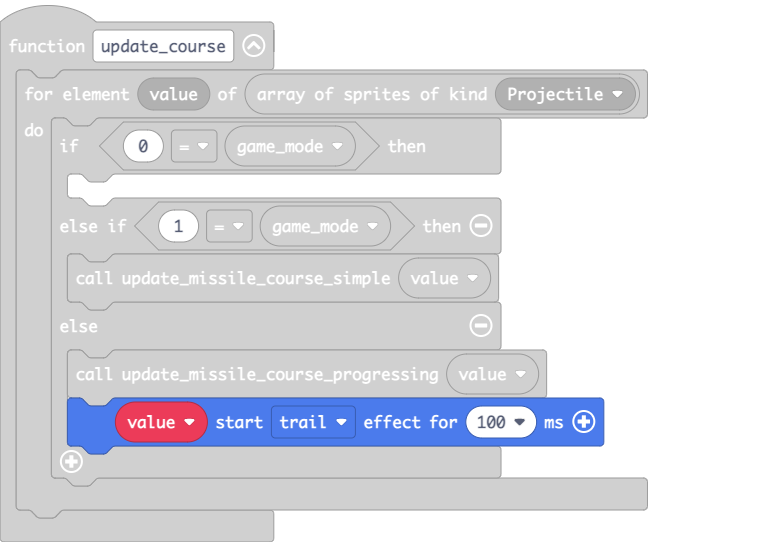 function update_course
for element value of array of sprites of kind Projectile
do
if 0 = game_mode then
else if 1 = game_mode then
call update_missile_course_simple value
else
call update_missile_course_progressing value
value start trail effect for 100 ms